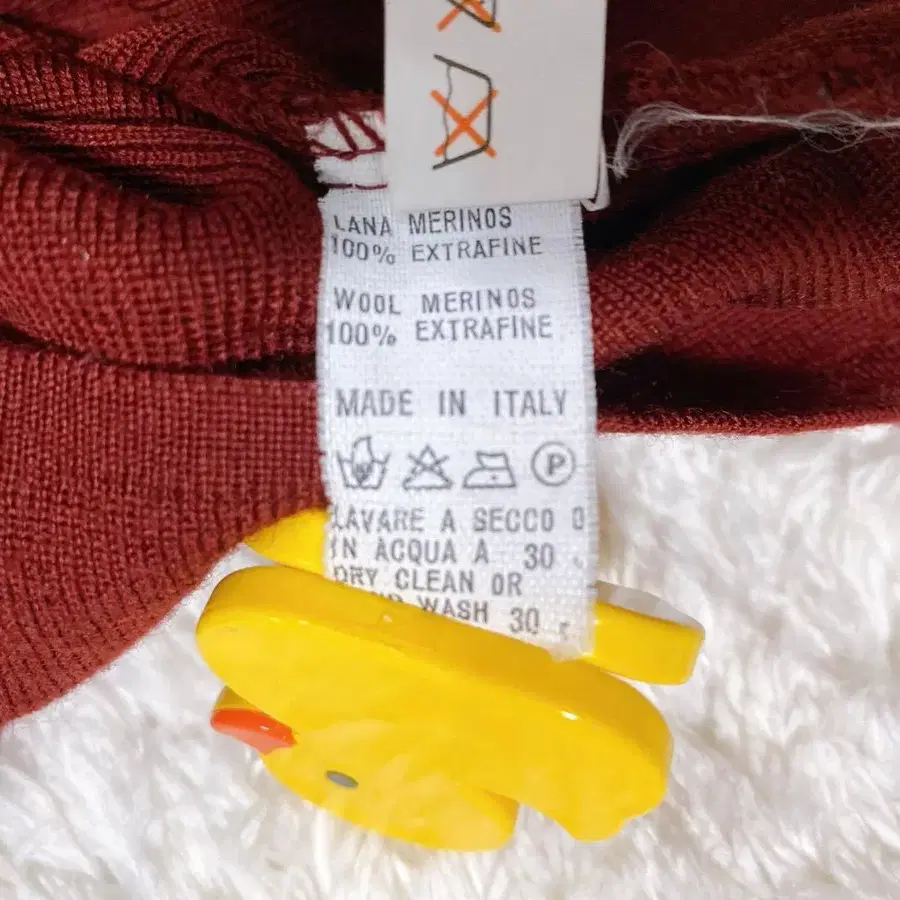 LANA MERINOS
100% EXTRAFINE
WOOL MERINOS
100% EXTRAFINE
MADE IN ITALY
P
LAVARE A SECCO O
IN ACQUA A 30
DRY CLEAN OR
WASH 30